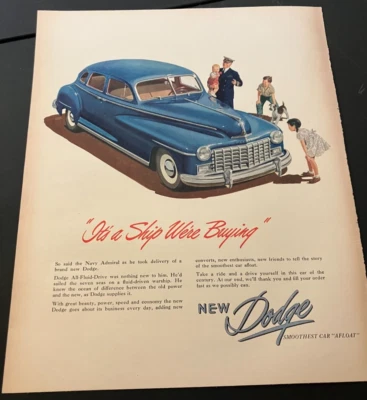 "It's a Ship We're Buying"
So said the Navy Admiral as he took delivery of a
brand new Dodge.
Dodge All-Fluid-Drive was nothing new to him. He'd
sailed the seven seas on a fluid-driven warship. He
knew the ocean of difference between the old power
and the new, as Dodge supplies it.
With great beauty, power, speed and economy the new
Dodge goes about its business every day, adding new
converts, new enthusiasts, new friends to tell the story
of the smoothest car afloat.
Take a ride and a drive yourself in this car of the
century. At our end, we'll thank you and fill your order
just as we possibly can.
NEW Dodge
SMOOTHEST CAR "AFLOAT"